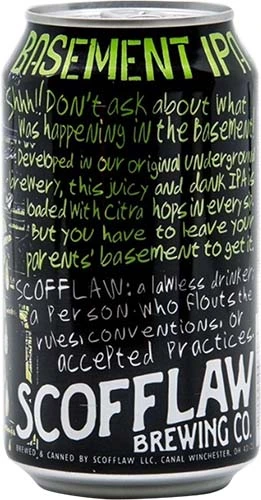 BASEMENT IPA
Shhh!! Don't ask about what
was happening in the Basement
Developed in our original underground
brewery, this juicy and dank IPA is
loaded with Citra hops in every
But you have to leave your
parents' basement to get it.
SCOFFLAW: a lawless drinker,
a person who flouts the
rules, conventions, or
accepted practices.
SCOFFLAW
BREWING CO.
BREWED & CANNED BY SCOFFLAW LLC, CANAL WINCHESTER, OH